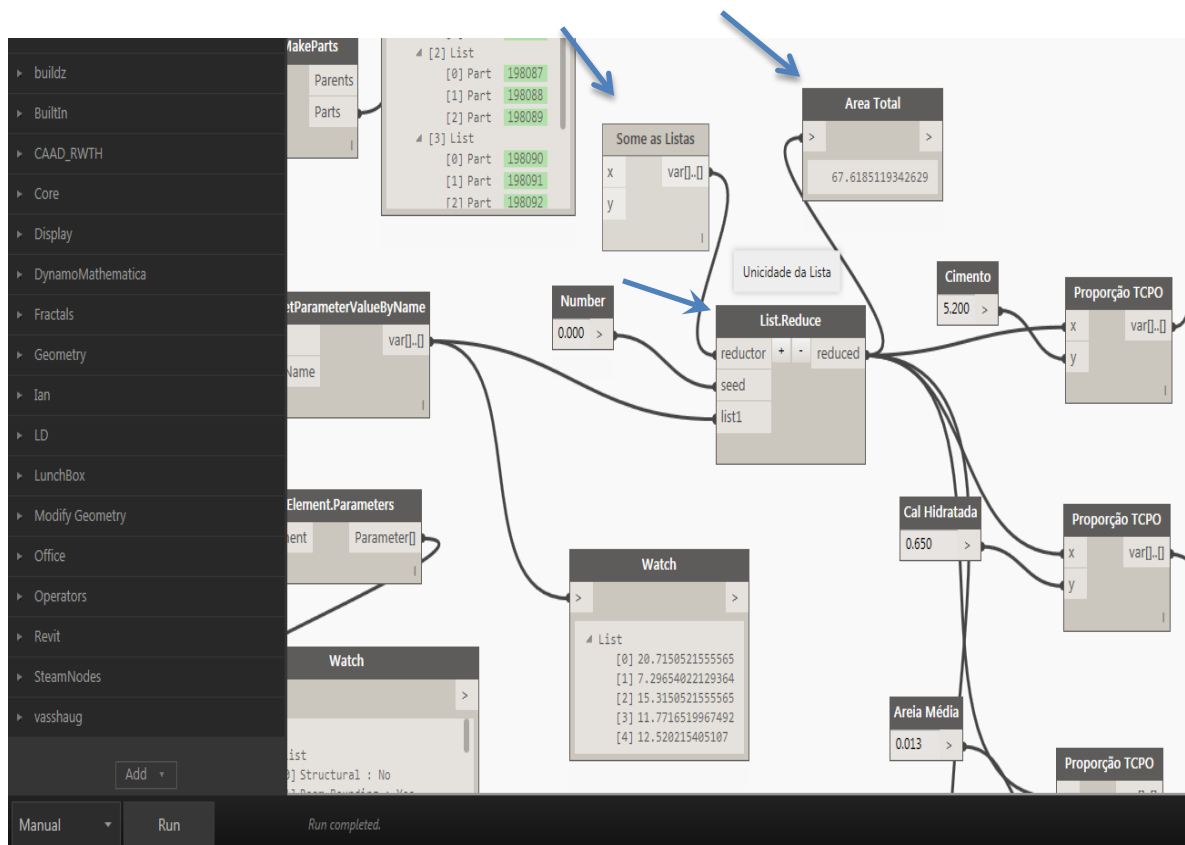 buildz
BuiltIn
CAAD_RWTH
Core
Display
DynamoMathematica
Fractals
Geometry
Ian
LD
LunchBox
Modify Geometry
Office
Operators
Revit
SteamNodes
vasshaug
Add
Manual
Run
Run completed.
MakeParts
Parents
Parts
[2] List
[0] Part 198087
[1] Part 198088
[2] Part 198089
[3] List
[0] Part 198090
[1] Part 198091
[2] Part 198092
Some as Listas
x var[]..[]
y
Area Total
> >
67.6185119342629
Unicidade da Lista
etParameterValueByName
var[]..[]
Name
Number
0.000 >
List.Reduce
reductor + - reduced
seed
list1
Cimento
5.200 >
Proporção TCPO
x var[]..[]
y
Element.Parameters
ment Parameter[]
Cal Hidratada
0.650 >
Proporção TCPO
x var[]..[]
y
Watch
> >
List
[0] 20.7150521555565
[1] 7.29654022129364
[2] 15.3150521555565
[3] 11.7716519967492
[4] 12.520215405107
Watch
>
ist
0] Structural : No
Areia Média
0.013 >
Proporção TCPO